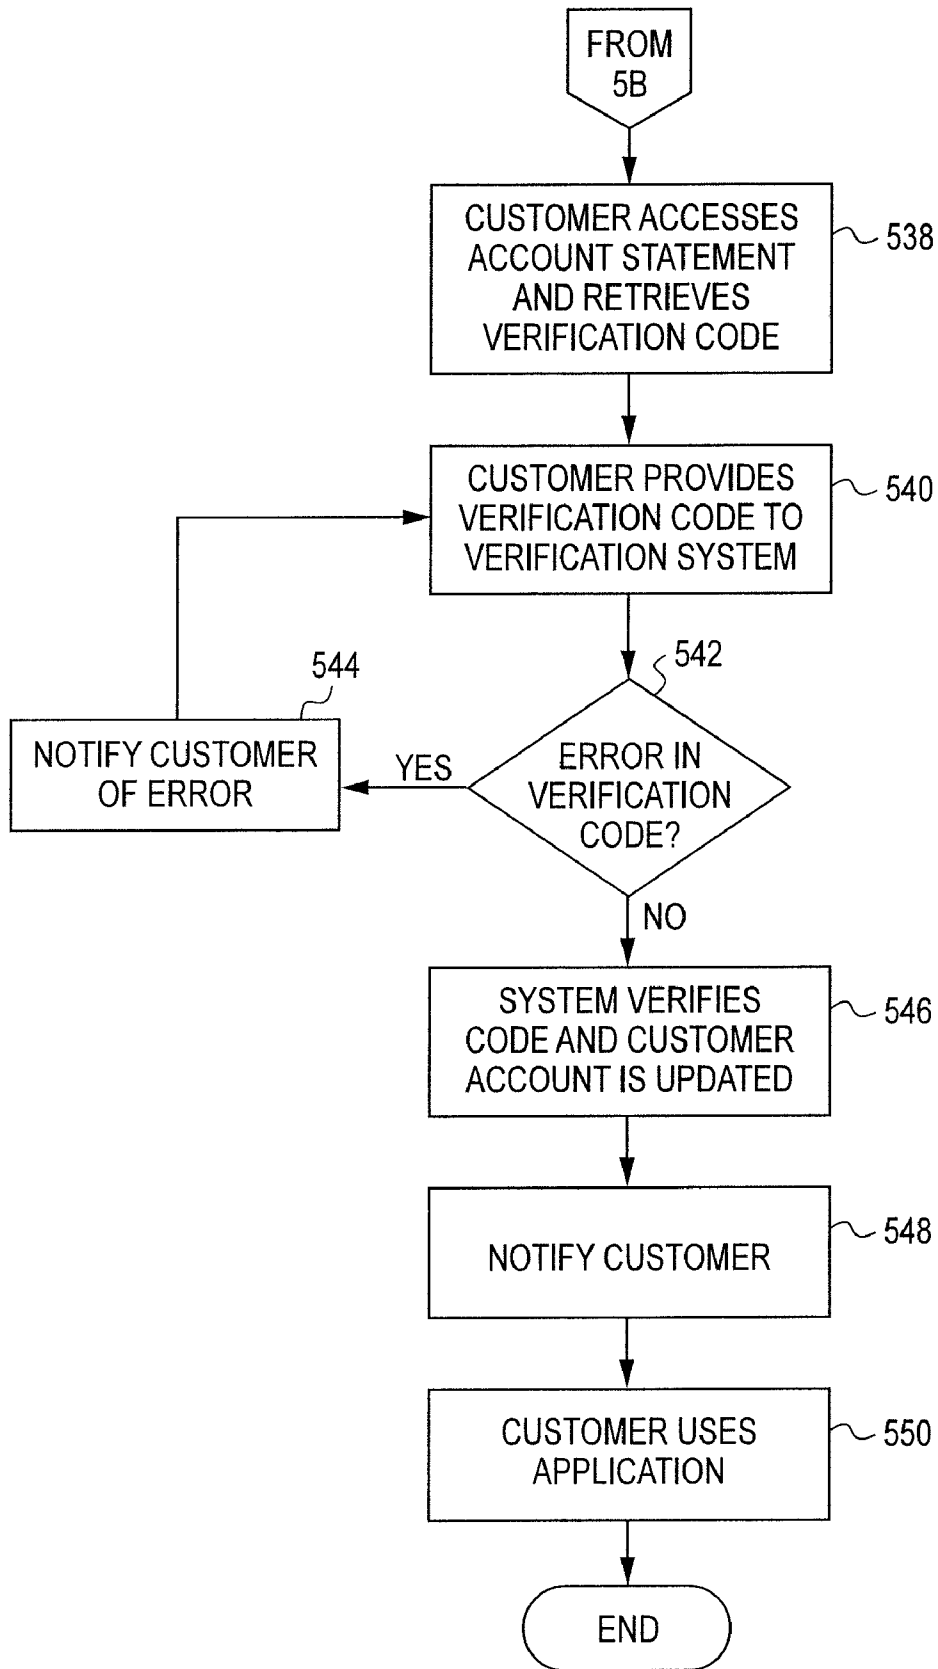 FROM
5B
CUSTOMER ACCESSES
ACCOUNT STATEMENT
AND RETRIEVES
VERIFICATION CODE
538
CUSTOMER PROVIDES
VERIFICATION CODE TO
VERIFICATION SYSTEM
540
542
544
NOTIFY CUSTOMER
OF ERROR
YES
ERROR IN
VERIFICATION
CODE?
NO
SYSTEM VERIFIES
CODE AND CUSTOMER
ACCOUNT IS UPDATED
546
NOTIFY CUSTOMER
548
CUSTOMER USES
APPLICATION
550
END